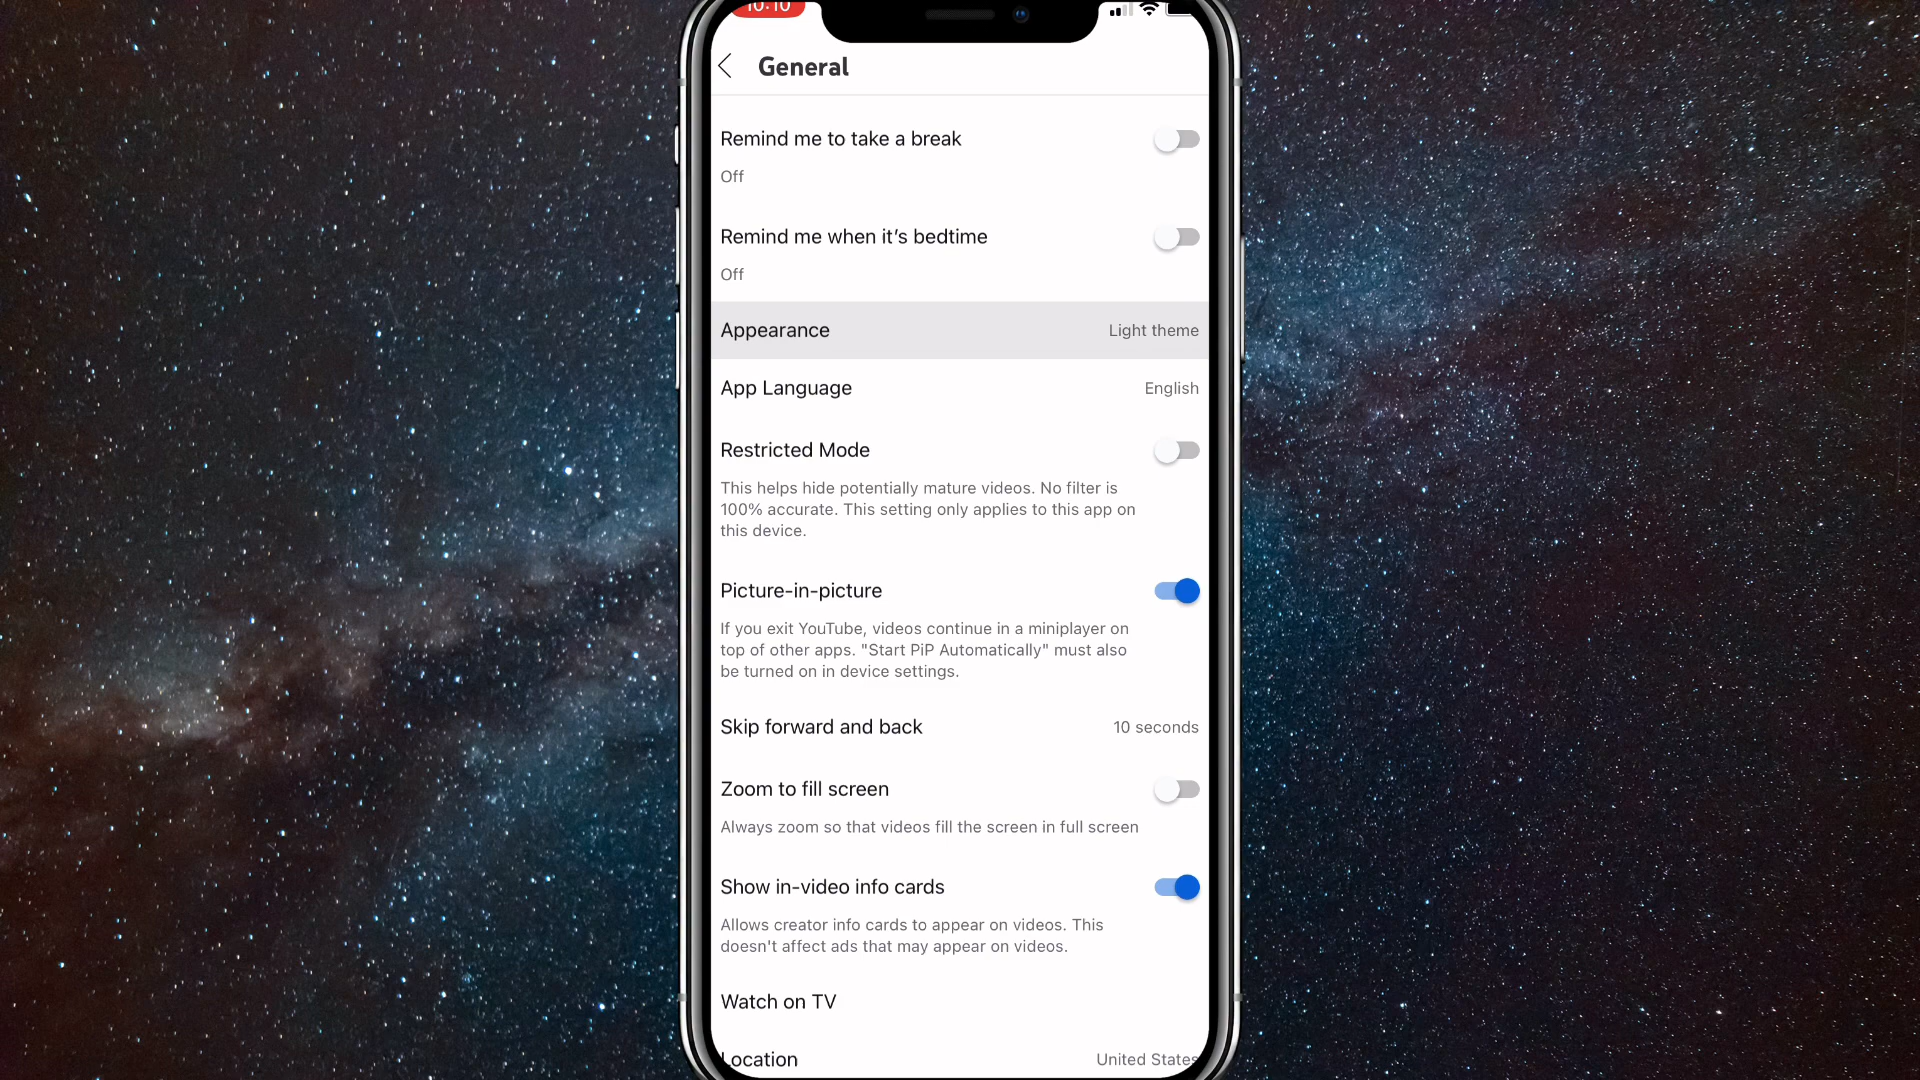 10:10
General
Remind me to take a break
Off
Remind me when it's bedtime
Off
Appearance Light theme
App Language English
Restricted Mode
This helps hide potentially mature videos. No filter is
100% accurate. This setting only applies to this app on
this device.
Picture-in-picture
If you exit YouTube, videos continue in a miniplayer on
top of other apps. "Start PiP Automatically" must also
be turned on in device settings.
Skip forward and back 10 seconds
Zoom to fill screen
Always zoom so that videos fill the screen in full screen
Show in-video info cards
Allows creator info cards to appear on videos. This
doesn't affect ads that may appear on videos.
Watch on TV
Location United States